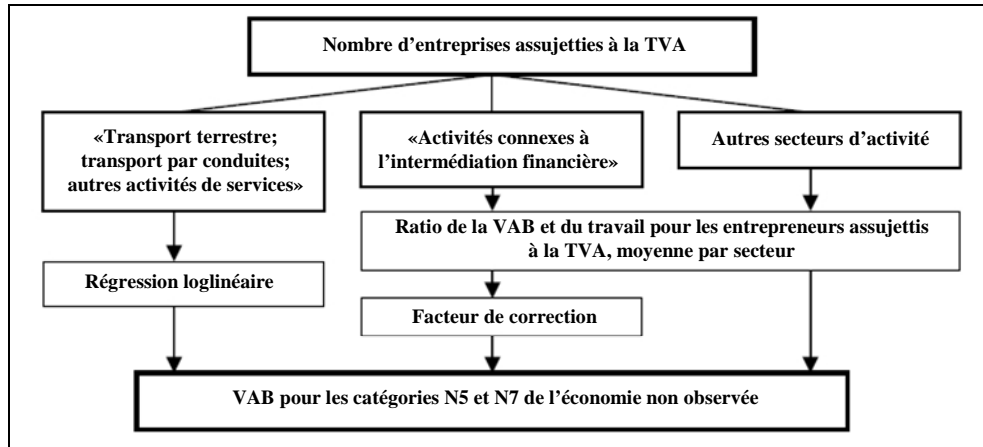 Nombre d'entreprises assujetties à la TVA
«Transport terrestre;
transport par conduites;
autres activités de services»
«Activités connexes à
l'intermédiation financière»
Autres secteurs d'activité
Ratio de la VAB et du travail pour les entrepreneurs assujettis
à la TVA, moyenne par secteur
Régression loglinéaire
Facteur de correction
VAB pour les catégories N5 et N7 de l'économie non observée